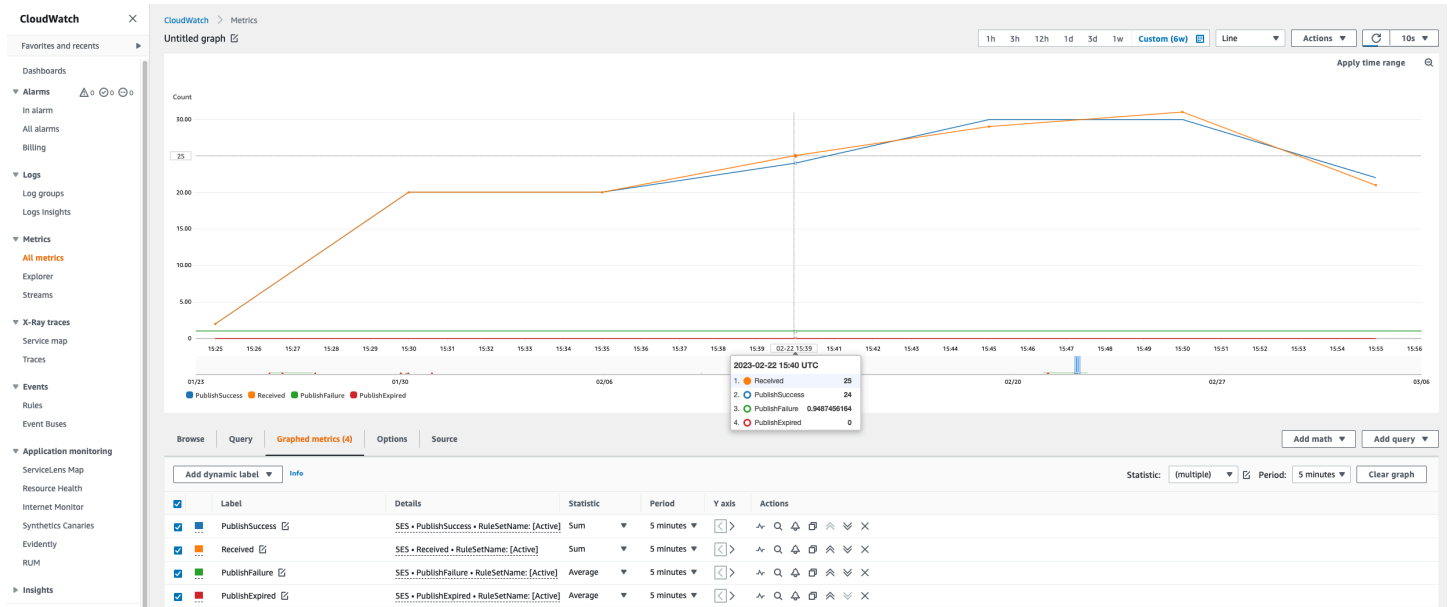 CloudWatch
Favorites and recents
Dashboards
Alarms 0 0 0
In alarm
All alarms
Billing
Logs
Log groups
Logs Insights
Metrics
All metrics
Explorer
Streams
X-Ray traces
Service map
Traces
Events
Rules
Event Buses
Application monitoring
ServiceLens Map
Resource Health
Internet Monitor
Synthetics Canaries
Evidently
RUM
Insights
CloudWatch > Metrics
Untitled graph
1h 3h 12h 1d 3d 1w Custom (6w) Line Actions 10s
Apply time range
Count
30.00
25
20.00
15.00
10.00
5.00
0
15:25 15:26 15:27 15:28 15:29 15:30 15:31 15:32 15:33 15:34 15:35 15:36 15:37 15:38 15:39 02-22 15:39 15:41 15:42 15:43 15:44 15:45 15:46 15:47 15:48 15:49 15:50 15:51 15:52 15:53 15:54 15:55 15:56
01/23 01/30 02/06 02/20 02/27 03/06
PublishSuccess Received PublishFailure PublishExpired
2023-02-22 15:40 UTC
1. Received 25
2. PublishSuccess 24
3. PublishFailure 0.9487456164
4. PublishExpired 0
Browse Query Graphed metrics (4) Options Source Add math Add query
Add dynamic label Info Statistic: (multiple) Period: 5 minutes Clear graph
Label Details Statistic Period Y axis Actions
PublishSuccess SES • PublishSuccess • RuleSetName: [Active] Sum 5 minutes
Received SES • Received • RuleSetName: [Active] Sum 5 minutes
PublishFailure SES • PublishFailure • RuleSetName: [Active] Average 5 minutes
PublishExpired SES • PublishExpired • RuleSetName: [Active] Average 5 minutes